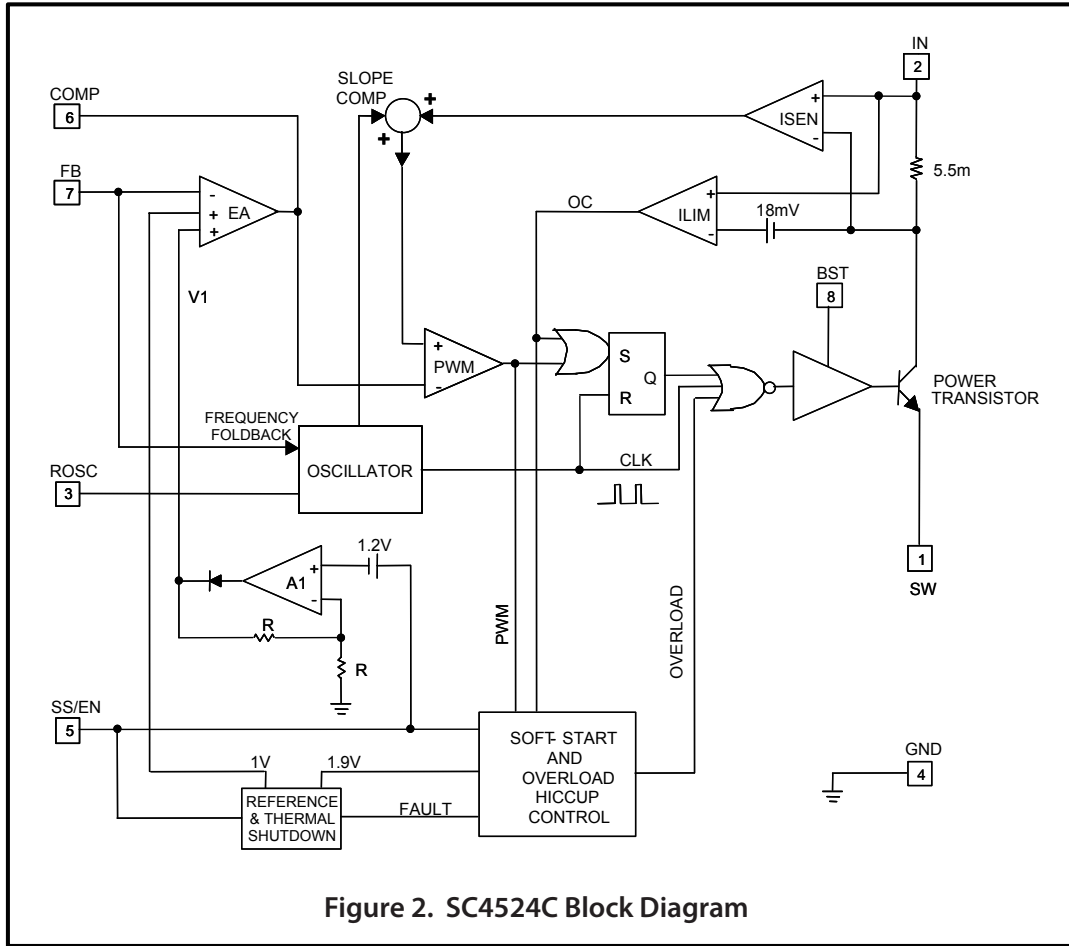 IN
2
SLOPE
COMP
+
+
COMP
6
+
ISEN
-
FB
7
5.5m
-
+
EA
+
OC
+
ILIM
-
18mV
V1
BST
8
+
PWM
-
S
Q
R
POWER
TRANSISTOR
FREQUENCY
FOLDBACK
OSCILLATOR
CLK
ROSC
3
1.2V
A1
+
-
1
SW
R
R
PWM
OVERLOAD
SS/EN
5
SOFT- START
AND
OVERLOAD
HICCUP
CONTROL
GND
4
1V
1.9V
REFERENCE
& THERMAL
SHUTDOWN
FAULT
Figure 2. SC4524C Block Diagram